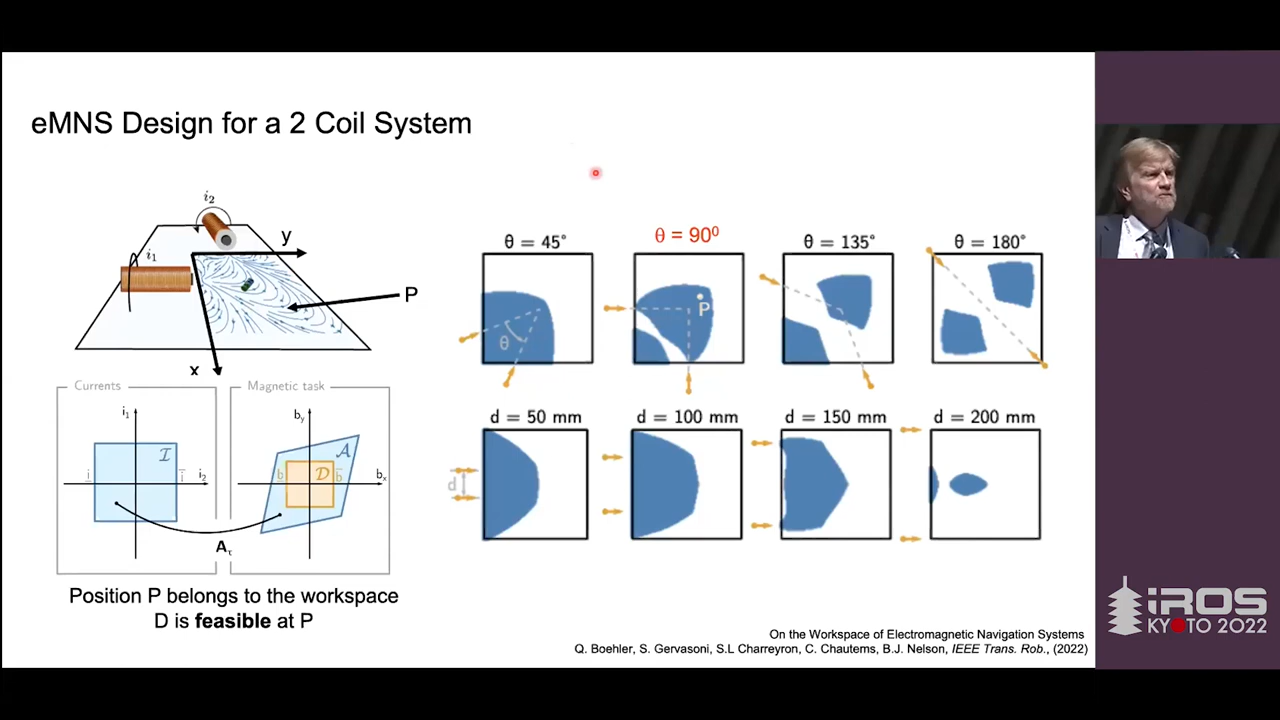 eMNS Design for a 2 Coil System
i₂
y
i₁
P
x
θ = 45°
θ = 90⁰
θ = 135°
θ = 180°
P
θ
d = 50 mm
d = 100 mm
d = 150 mm
d = 200 mm
d
Currents
Magnetic task
i₁
b_y
I
A
i
i
i₂
b
D
b
b_x
A_τ
Position P belongs to the workspace
D is feasible at P
On the Workspace of Electromagnetic Navigation Systems
Q. Boehler, S. Gervasoni, S.L Charreyron, C. Chautems, B.J. Nelson, IEEE Trans. Rob., (2022)
iROS
KYOTO 2022